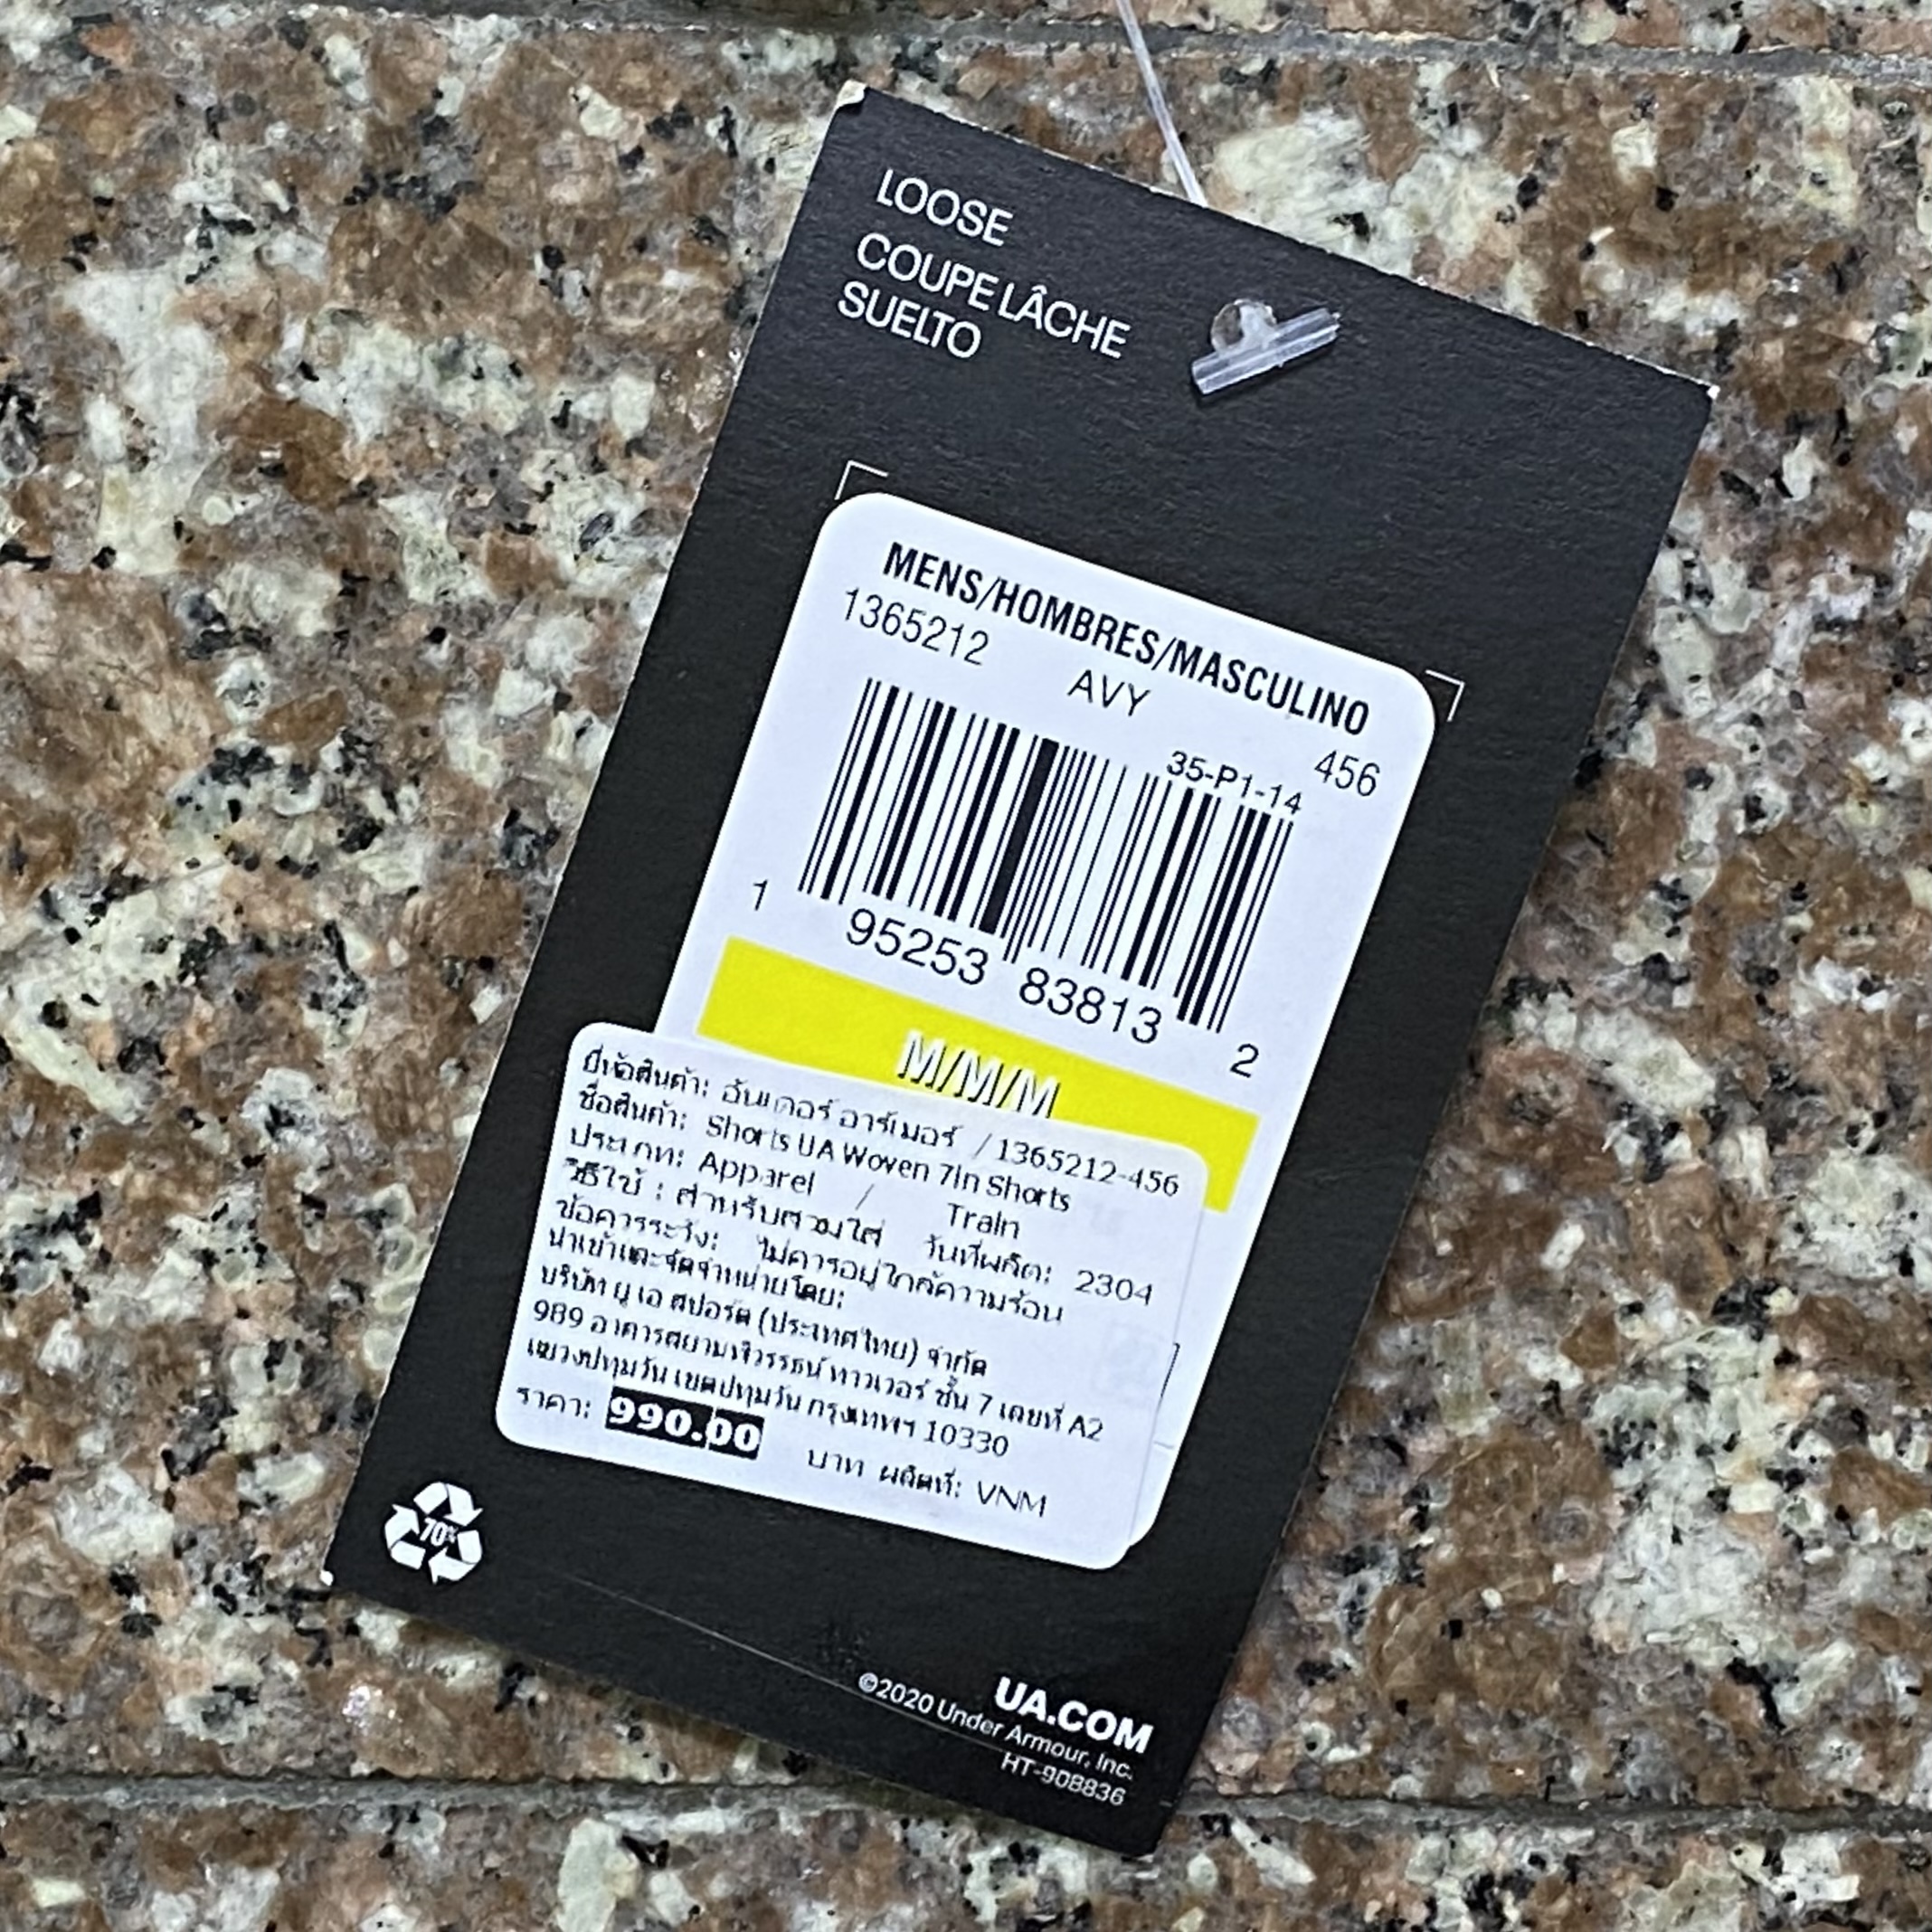 LOOSE
COUPE LÂCHE
SUELTO
MENS/HOMBRES/MASCULINO
1365212 AVY 456
35-P1-14
1 95253 83813 2
M/M/M
ยี่ห้อสินค้า: อันเดอร์ อาร์เมอร์ / 1365212-456
ชื่อสินค้า: Shorts UA Woven 7In Shorts
ประเภท: Apparel / Train
วิธีใช้ : สำหรับสวมใส่ วันที่ผลิต: 2304
ข้อควรระวัง: ไม่ควรอยู่ใกล้ความร้อน
นำเข้าและจัดจำหน่ายโดย:
บริษัท ยู เอ สปอร์ต (ประเทศไทย) จำกัด
989 อาคารสยามพิวรรธน์ ทาวเวอร์ ชั้น 7 เลขที่ A2
แขวงปทุมวัน เขตปทุมวัน กรุงเทพฯ 10330
ราคา: 990.00 บาท ผลิตที่: VNM
70%
UA.COM
©2020 Under Armour, Inc.
HT-908836